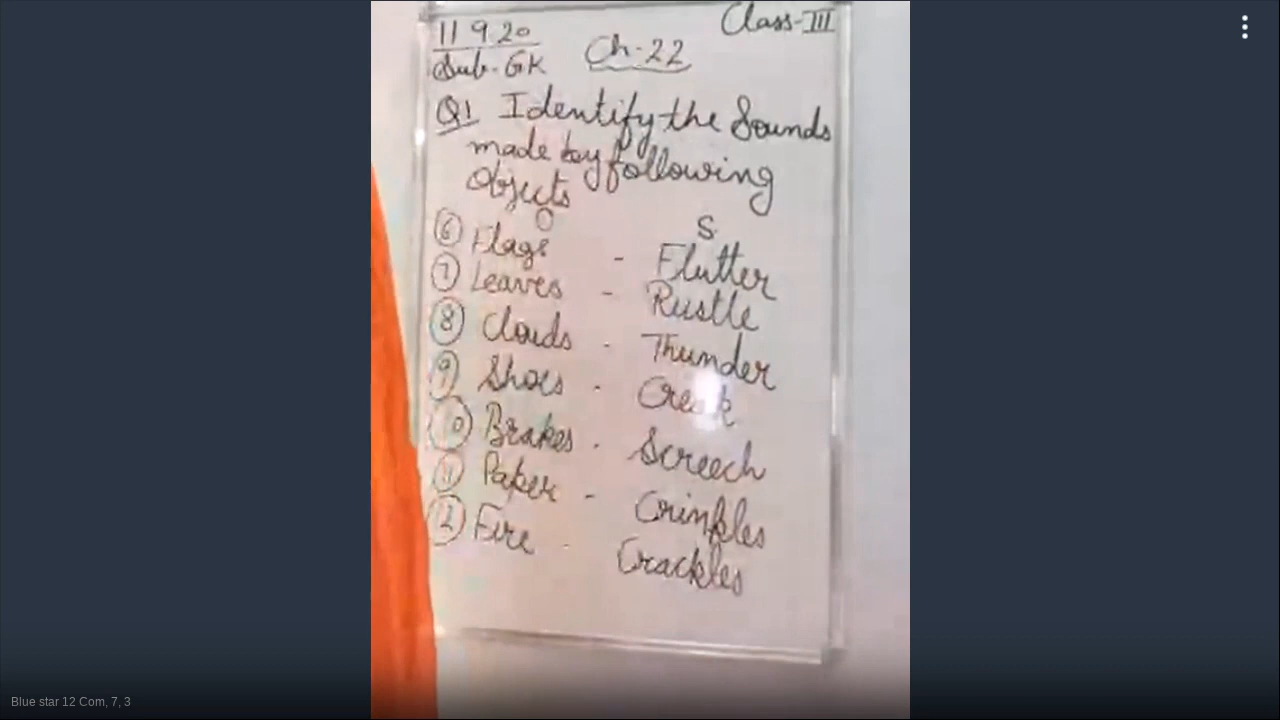 11 9.20
Class-III
Sub-GK
Ch-22
Q1 Identify the Sounds
made by following
Objects
O S
6 Flags - Flutter
7 Leaves - Rustle
8 Clouds - Thunder
9 Shoes - Creak
10 Brakes - Screech
11 Paper - Crinkles
12 Fire - Crackles
Blue star 12 Com, 7, 3